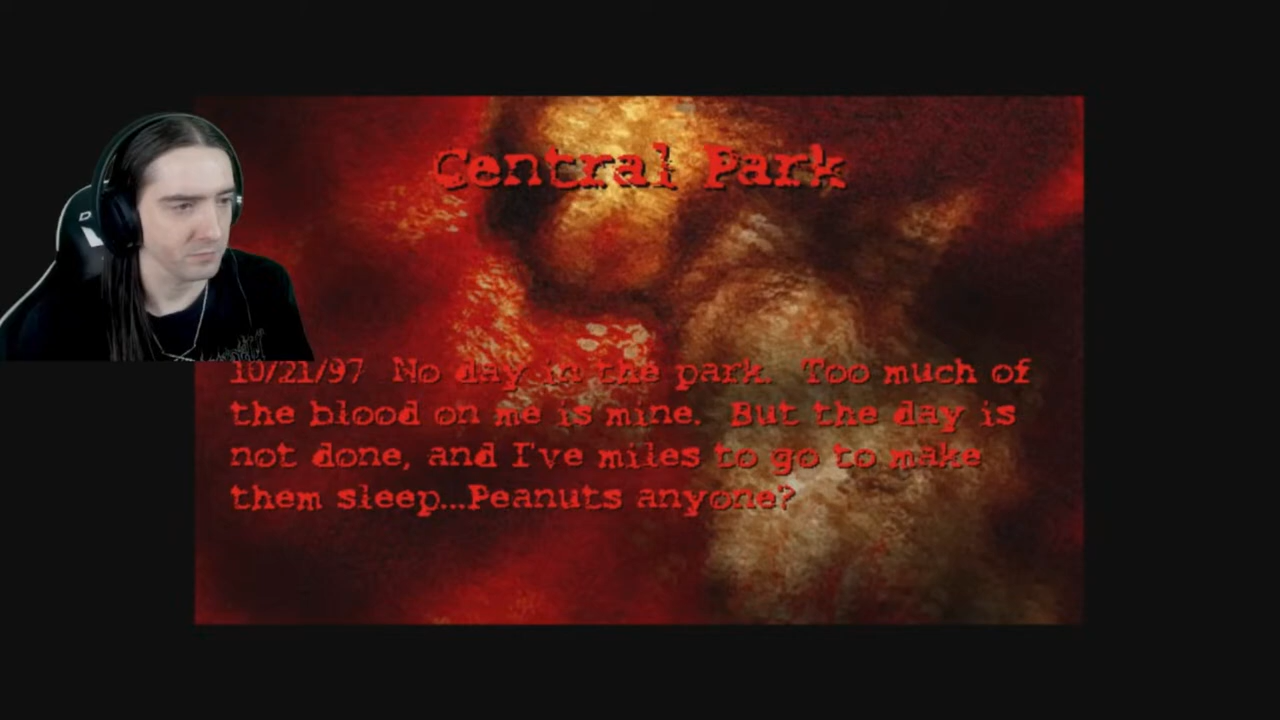 Central Park
10/21/97 No day in the park. Too much of
the blood on me is mine. But the day is
not done, and I've miles to go to make
them sleep...Peanuts anyone?